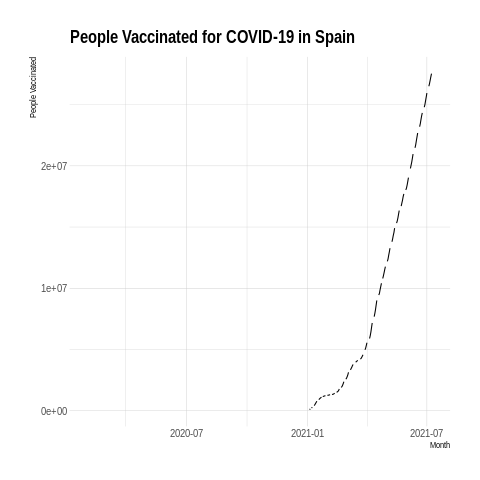 People Vaccinated for COVID-19 in Spain
People Vaccinated
2e+07
1e+07
0e+00
2020-07
2021-01
2021-07
Month